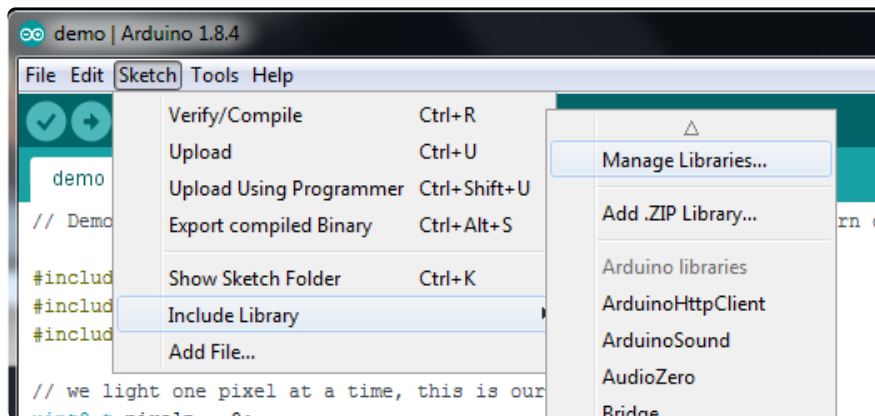 demo | Arduino 1.8.4
File Edit Sketch Tools Help
Verify/Compile Ctrl+R
Upload Ctrl+U
Upload Using Programmer Ctrl+Shift+U
Export compiled Binary Ctrl+Alt+S
Show Sketch Folder Ctrl+K
Include Library
Add File...
Manage Libraries...
Add .ZIP Library...
Arduino libraries
ArduinoHttpClient
ArduinoSound
AudioZero
Bridge
demo
// Demo
#includ
#includ
#includ
// we light one pixel at a time, this is our